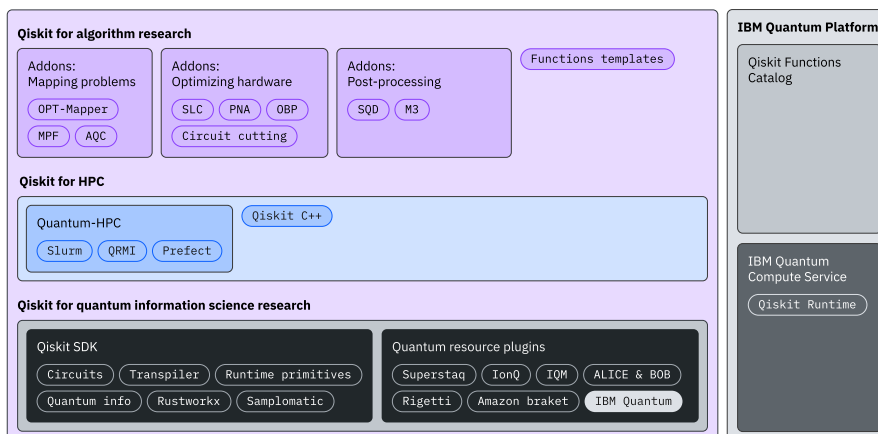 Qiskit for algorithm research
Addons:
Mapping problems
OPT-Mapper
MPF AQC
Addons:
Optimizing hardware
SLC PNA OBP
Circuit cutting
Addons:
Post-processing
SQD M3
Functions templates
Qiskit for HPC
Quantum-HPC
Slurm QRMI Prefect
Qiskit C++
Qiskit for quantum information science research
Qiskit SDK
Circuits Transpiler Runtime primitives
Quantum info Rustworkx Samplomatic
Quantum resource plugins
Superstaq IonQ IQM ALICE & BOB
Rigetti Amazon braket IBM Quantum
IBM Quantum Platform
Qiskit Functions
Catalog
IBM Quantum
Compute Service
Qiskit Runtime